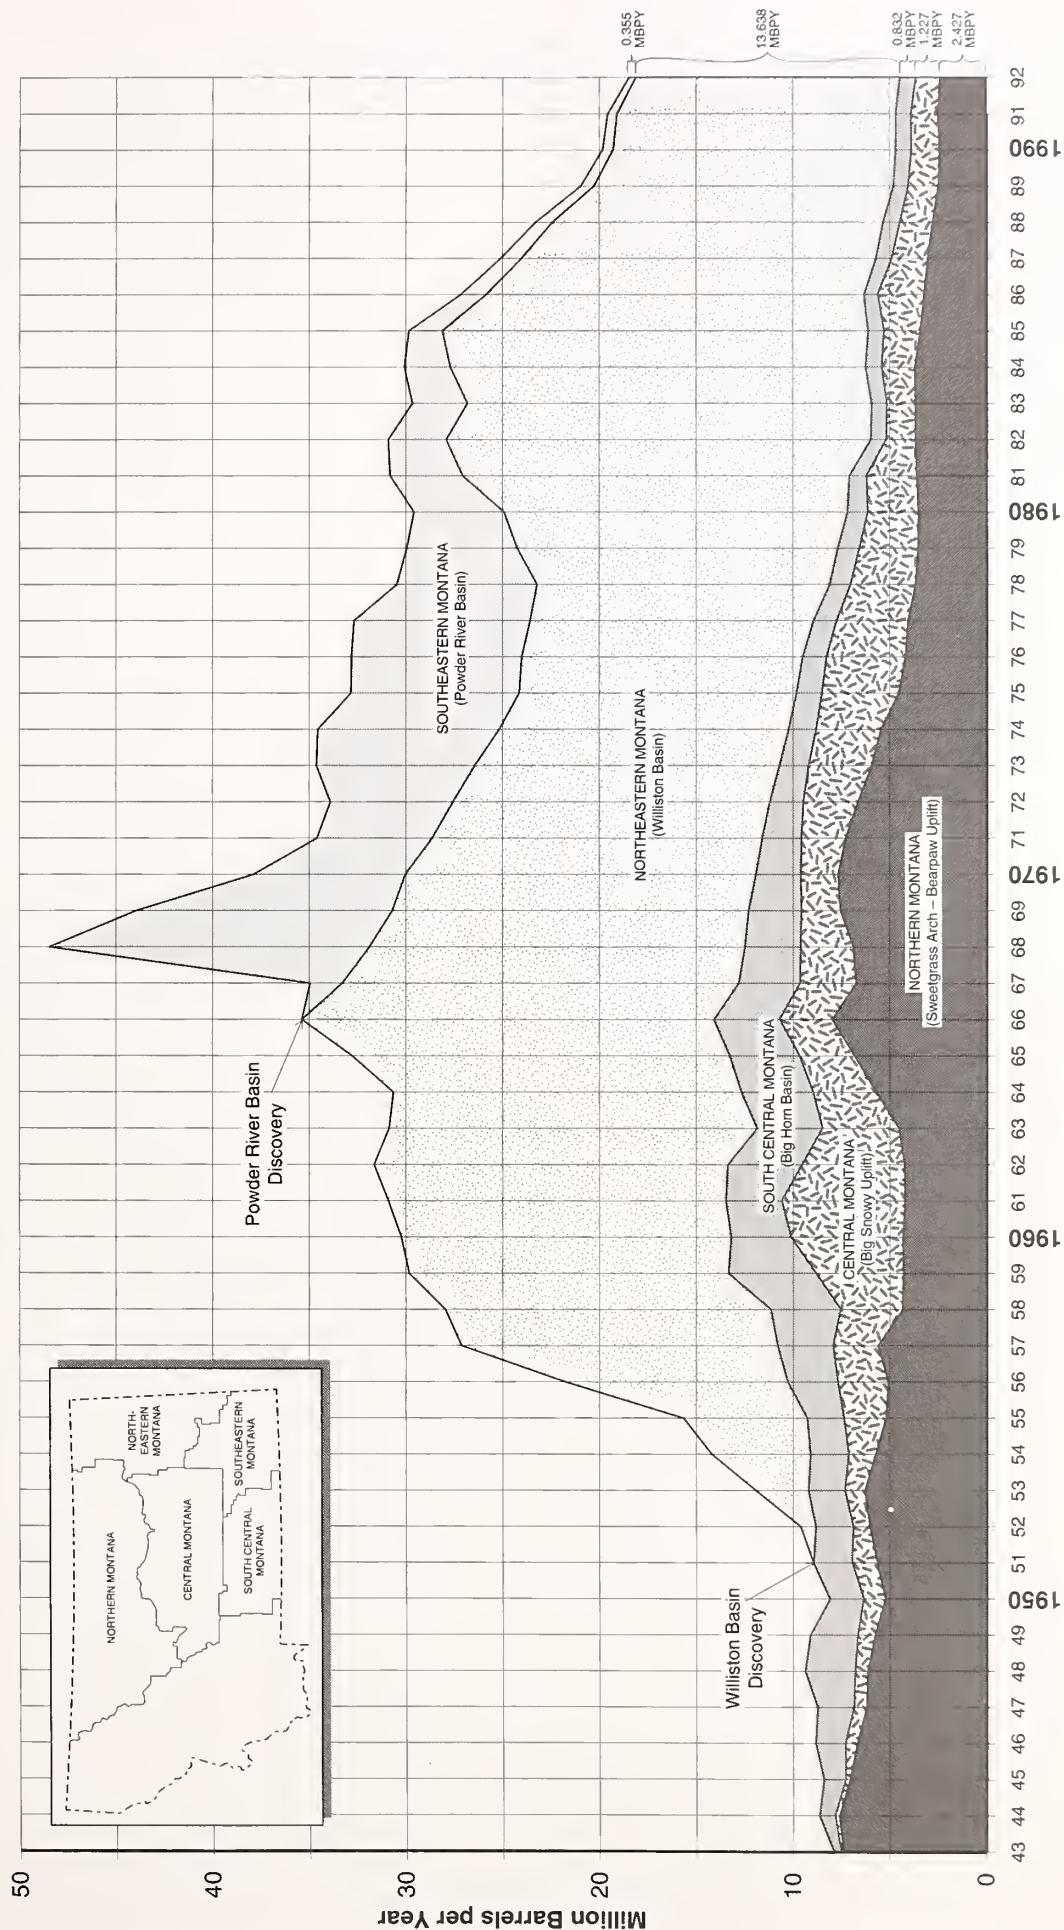 50
40
30
20
10
0
Million Barrels per Year
NORTHERN MONTANA
NORTH-
EASTERN
MONTANA
CENTRAL MONTANA
SOUTH CENTRAL
MONTANA
SOUTHEASTERN
MONTANA
Powder River Basin
Discovery
Williston Basin
Discovery
SOUTHEASTERN MONTANA
(Powder River Basin)
NORTHEASTERN MONTANA
(Williston Basin)
SOUTH CENTRAL MONTANA
(Big Horn Basin)
CENTRAL MONTANA
(Big Snowy Uplift)
NORTHERN MONTANA
(Sweetgrass Arch – Bearpaw Uplift)
0.355
MBPY
13.638
MBPY
0.832
MBPY
1.227
MBPY
2.427
MBPY
43 44 45 46 47 48 49 1950 51 52 53 54 55 56 57 58 59 1960 61 62 63 64 65 66 67 68 69 1970 71 72 73 74 75 76 77 78 79 1980 81 82 83 84 85 86 87 88 89 1990 91 92